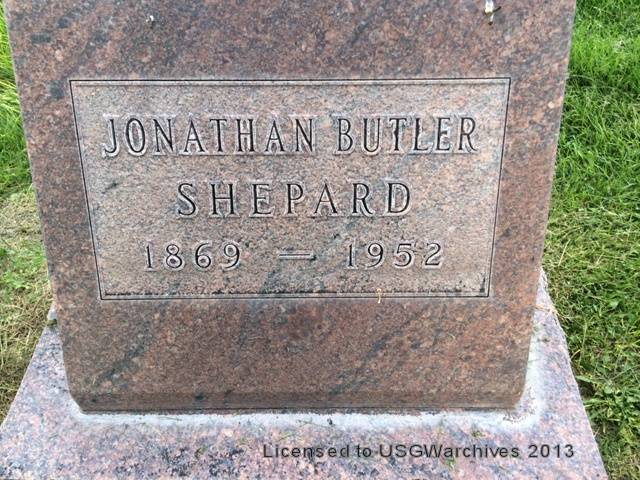 JONATHAN BUTLER
SHEPARD
1869 — 1952
Licensed to USGWarchives 2013